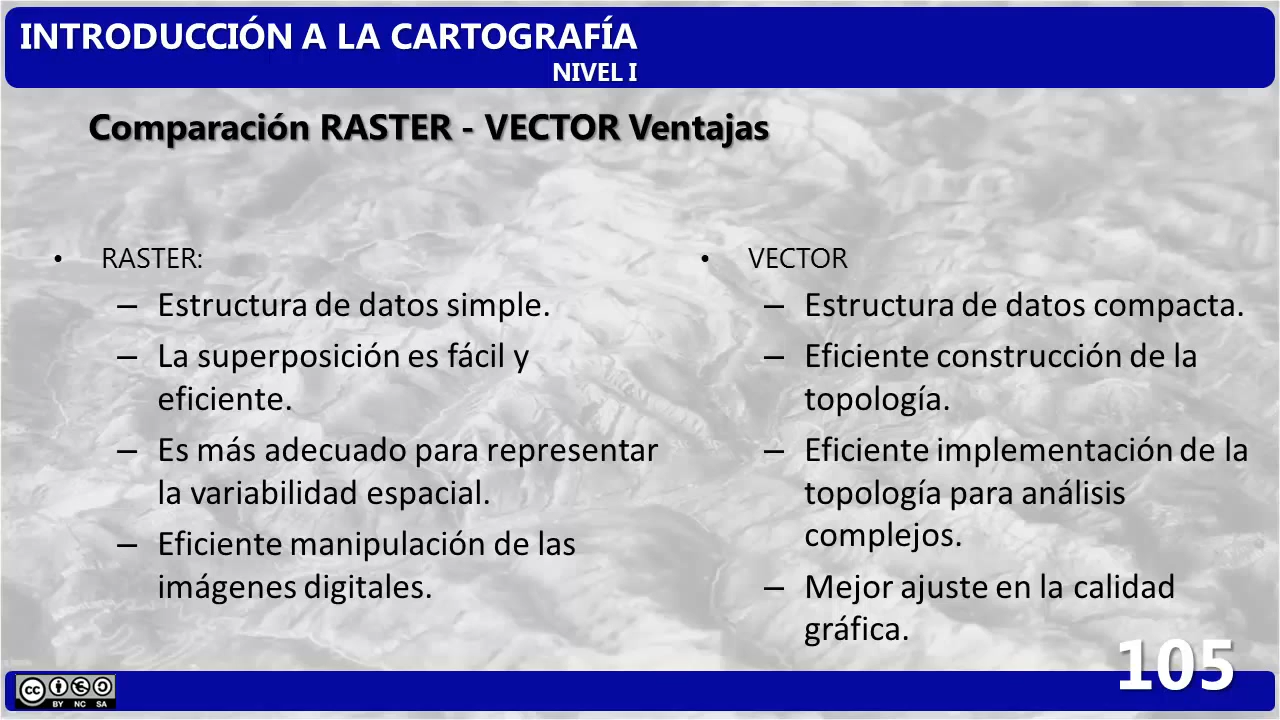 INTRODUCCIÓN A LA CARTOGRAFÍA
NIVEL I
Comparación RASTER - VECTOR Ventajas
• RASTER:
– Estructura de datos simple.
– La superposición es fácil y
eficiente.
– Es más adecuado para representar
la variabilidad espacial.
– Eficiente manipulación de las
imágenes digitales.
• VECTOR
– Estructura de datos compacta.
– Eficiente construcción de la
topología.
– Eficiente implementación de la
topología para análisis
complejos.
– Mejor ajuste en la calidad
gráfica.
105
cc
BY NC SA